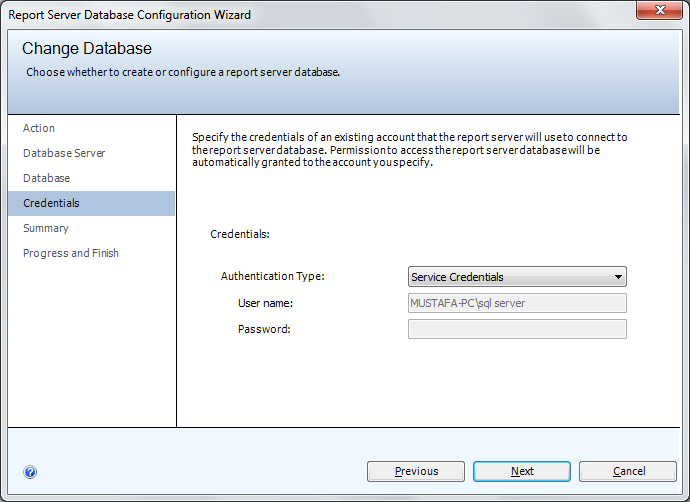 Report Server Database Configuration Wizard
Change Database
Choose whether to create or configure a report server database.
Action
Database Server
Database
Credentials
Summary
Progress and Finish
Specify the credentials of an existing account that the report server will use to connect to
the report server database. Permission to access the report server database will be
automatically granted to the account you specify.
Credentials:
Authentication Type:
Service Credentials
User name:
MUSTAFA-PC\sql server
Password:
Previous
Next
Cancel